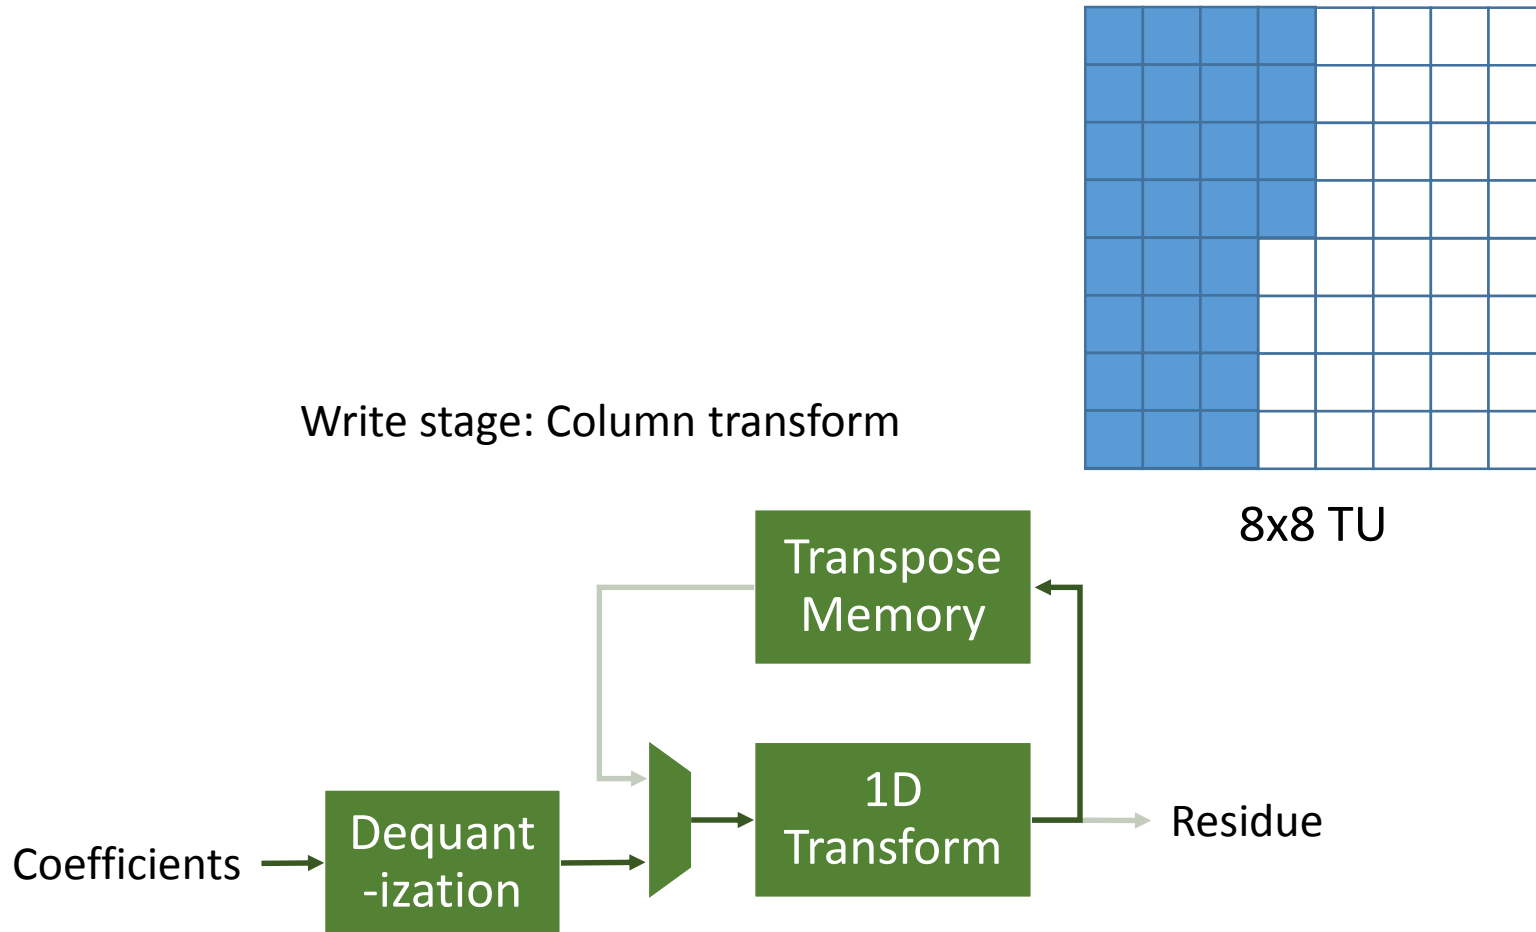 Write stage: Column transform
8x8 TU
Transpose
Memory
1D
Transform
Residue
Dequant
-ization
Coefficients